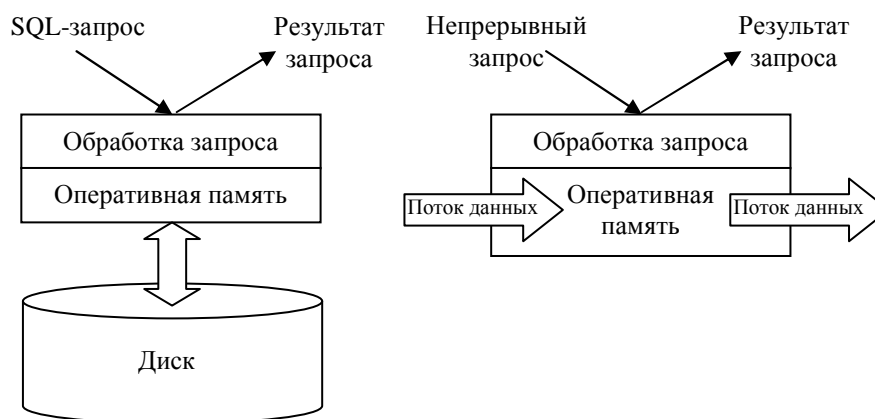 SQL-запрос
Результат
запроса
Обработка запроса
Оперативная память
Диск
Непрерывный
запрос
Результат
запроса
Обработка запроса
Поток данных
Оперативная
память
Поток данных